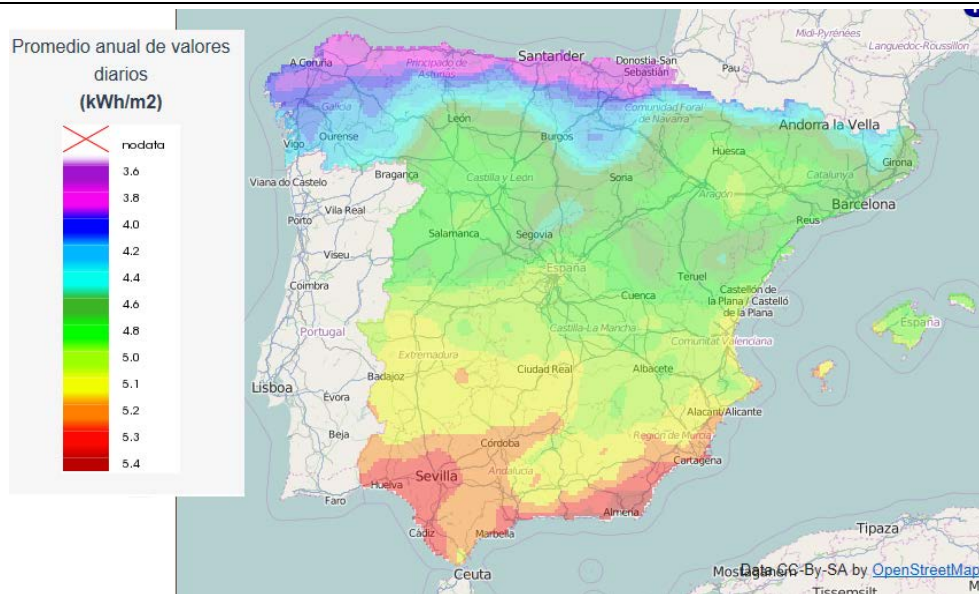 Promedio anual de valores
diarios
(kWh/m2)
nodata
3.6
3.8
4.0
4.2
4.4
4.6
4.8
5.0
5.1
5.2
5.3
5.4
Midi-Pyrénées
Languedoc-Roussillon
A Coruña
Principado de
Asturias
Santander
Donostia-San
Sebastián
Pau
Galicia
León
Burgos
Comunidad Foral
de Navarra
Andorra la Vella
Vigo
Ourense
Huesca
Girona
Viana do Castelo
Bragança
Castilla y León
Soria
Aragón
Catalunya
Barcelona
Vila Real
Porto
Reus
Viseu
Salamanca
Segovia
España
Teruel
Coimbra
Cuenca
Castellón de
la Plana / Castelló
de la Plana
España
Portugal
Castilla-La Mancha
Comunitat Valenciana
Extremadura
Lisboa
Badajoz
Ciudad Real
Albacete
Évora
Beja
Alacant/Alicante
Córdoba
Región de Murcia
Cartagena
Sevilla
Andalucía
Huelva
Faro
Almería
Cádiz
Marbella
Tipaza
Ceuta
Mostaganem
Data CC-By-SA by OpenStreetMap
Tissemsilt
M